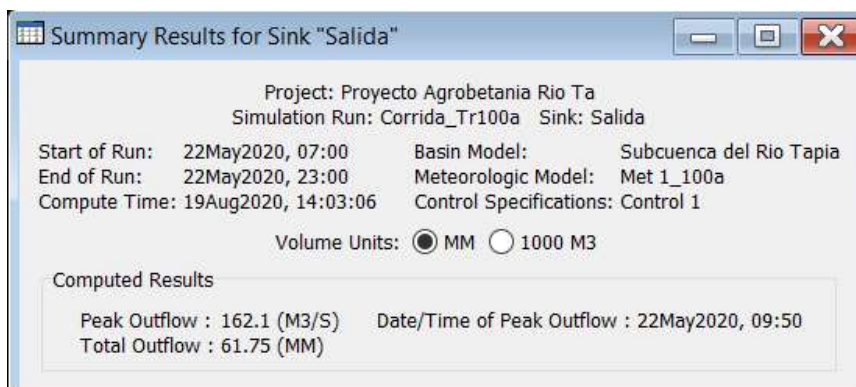 Summary Results for Sink "Salida"
Project: Proyecto Agrobetania Rio Ta
Simulation Run: Corrida_Tr100a Sink: Salida
Start of Run: 22May2020, 07:00 Basin Model: Subcuenca del Rio Tapia
End of Run: 22May2020, 23:00 Meteorologic Model: Met 1_100a
Compute Time: 19Aug2020, 14:03:06 Control Specifications: Control 1
Volume Units: MM 1000 M3
Computed Results
Peak Outflow : 162.1 (M3/S) Date/Time of Peak Outflow : 22May2020, 09:50
Total Outflow : 61.75 (MM)